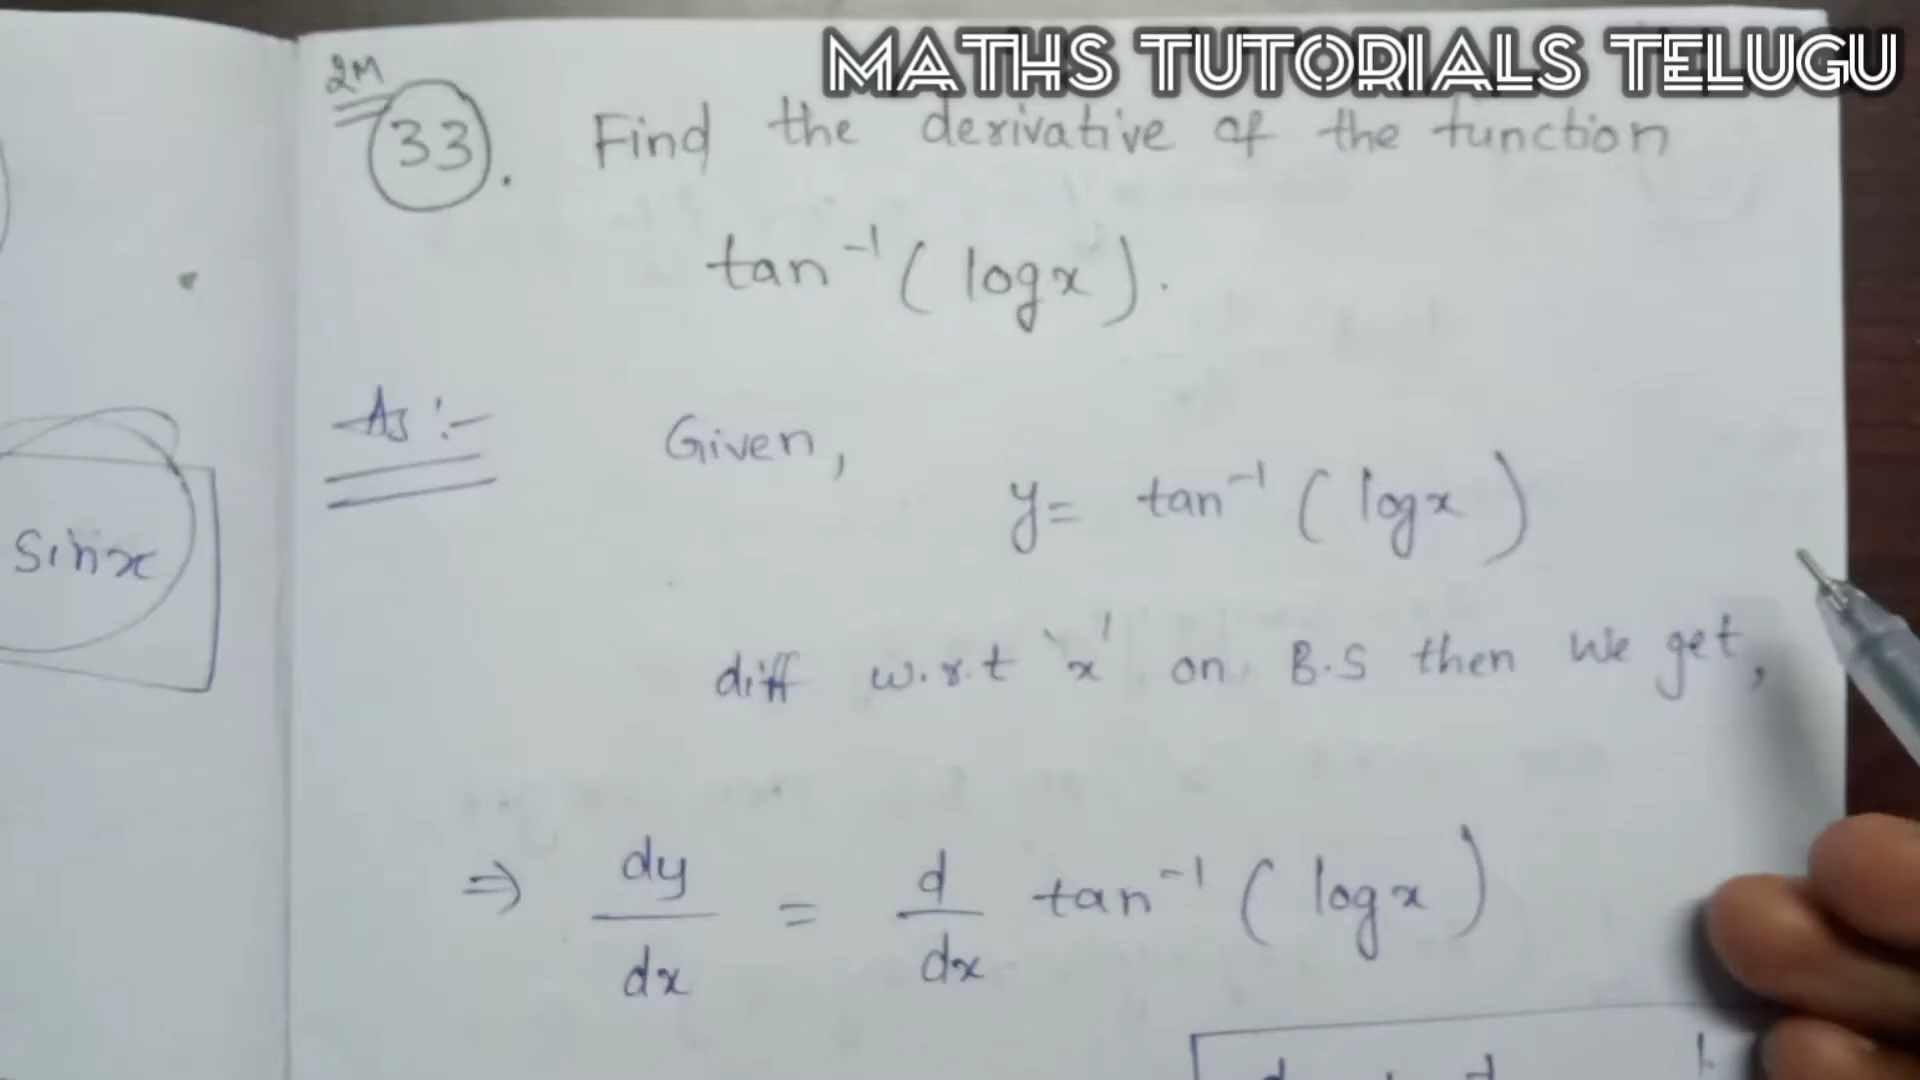 MATHS TUTORIALS TELUGU
2M
33. Find the derivative of the function
tan⁻¹ (logx).
As :- Given,
y= tan⁻¹ (logx)
diff w.r.t 'x' on B.S then we get,
⇒ dy/dx = d/dx tan⁻¹ (logx)
Sinx